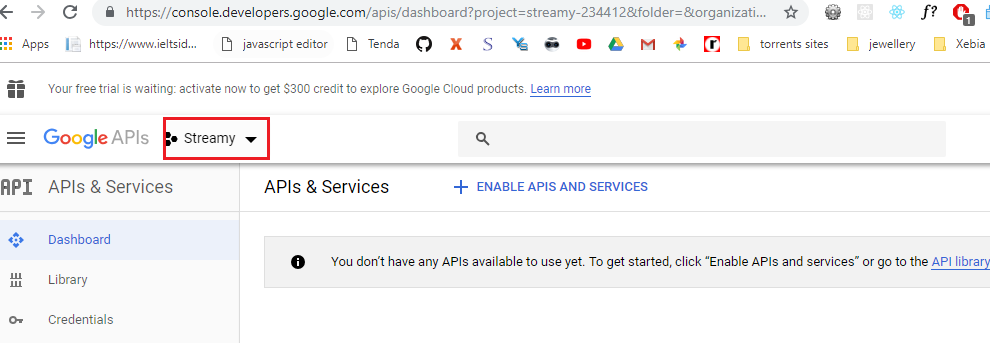 https://console.developers.google.com/apis/dashboard?project=streamy-234412&folder=&organizati...
f?
1
Apps https://www.ieltsid... javascript editor Tenda X S torrents sites jewellery Xebia
Your free trial is waiting: activate now to get $300 credit to explore Google Cloud products. Learn more
Google APIs Streamy
API APIs & Services APIs & Services ENABLE APIS AND SERVICES
Dashboard
You don't have any APIs available to use yet. To get started, click “Enable APIs and services” or go to the API library
Library
Credentials